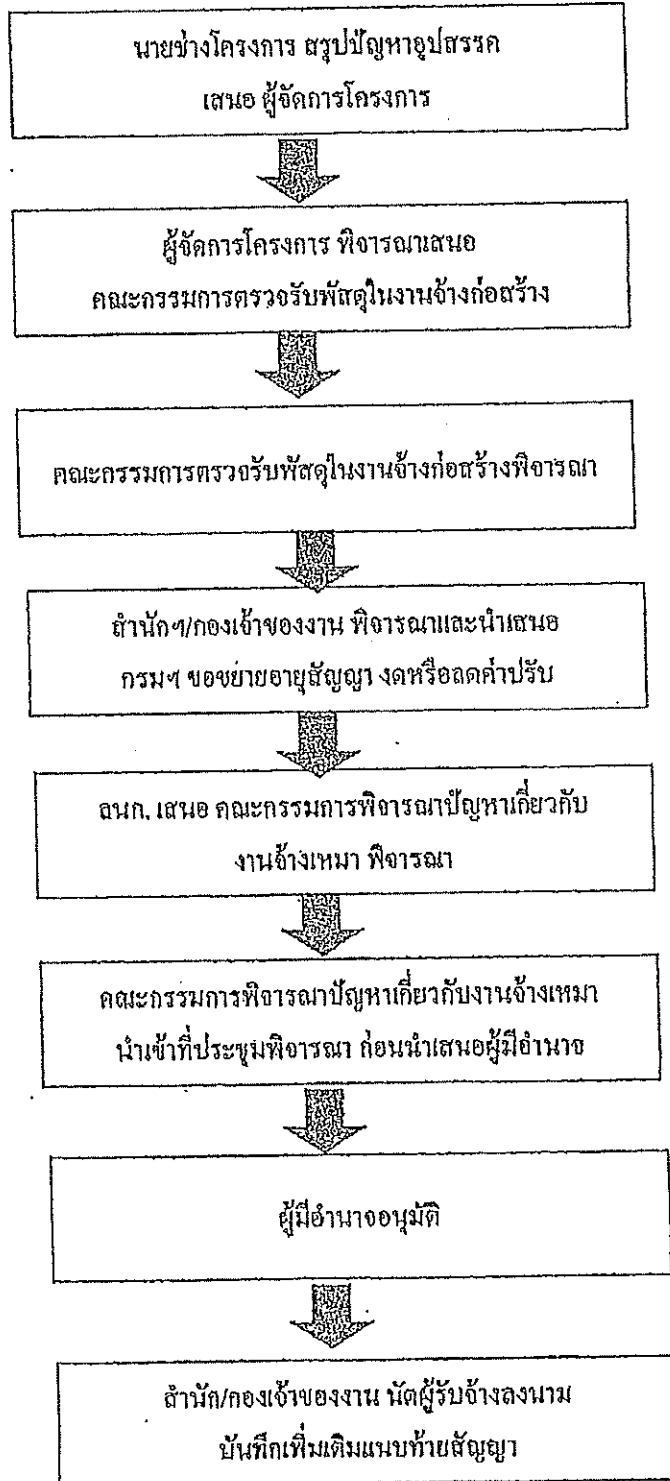 นายช่างโครงการ สรุปปัญหาอุปสรรค
เสนอ ผู้จัดการโครงการ
ผู้จัดการโครงการ พิจารณาเสนอ
คณะกรรมการตรวจรับพัสดุในงานจ้างก่อสร้าง
คณะกรรมการตรวจรับพัสดุในงานจ้างก่อสร้างพิจารณา
สำนักฯ/กองเจ้าของงาน พิจารณาและนำเสนอ
กรมฯ ขอขยายอายุสัญญา งดหรือลดค่าปรับ
ลนก. เสนอ คณะกรรมการพิจารณาปัญหาเกี่ยวกับ
งานจ้างเหมา พิจารณา
คณะกรรมการพิจารณาปัญหาเกี่ยวกับงานจ้างเหมา
นำเข้าที่ประชุมพิจารณา ก่อนนำเสนอผู้มีอำนาจ
ผู้มีอำนาจอนุมัติ
สำนัก/กองเจ้าของงาน นัดผู้รับจ้างลงนาม
บันทึกเพิ่มเติมแนบท้ายสัญญา